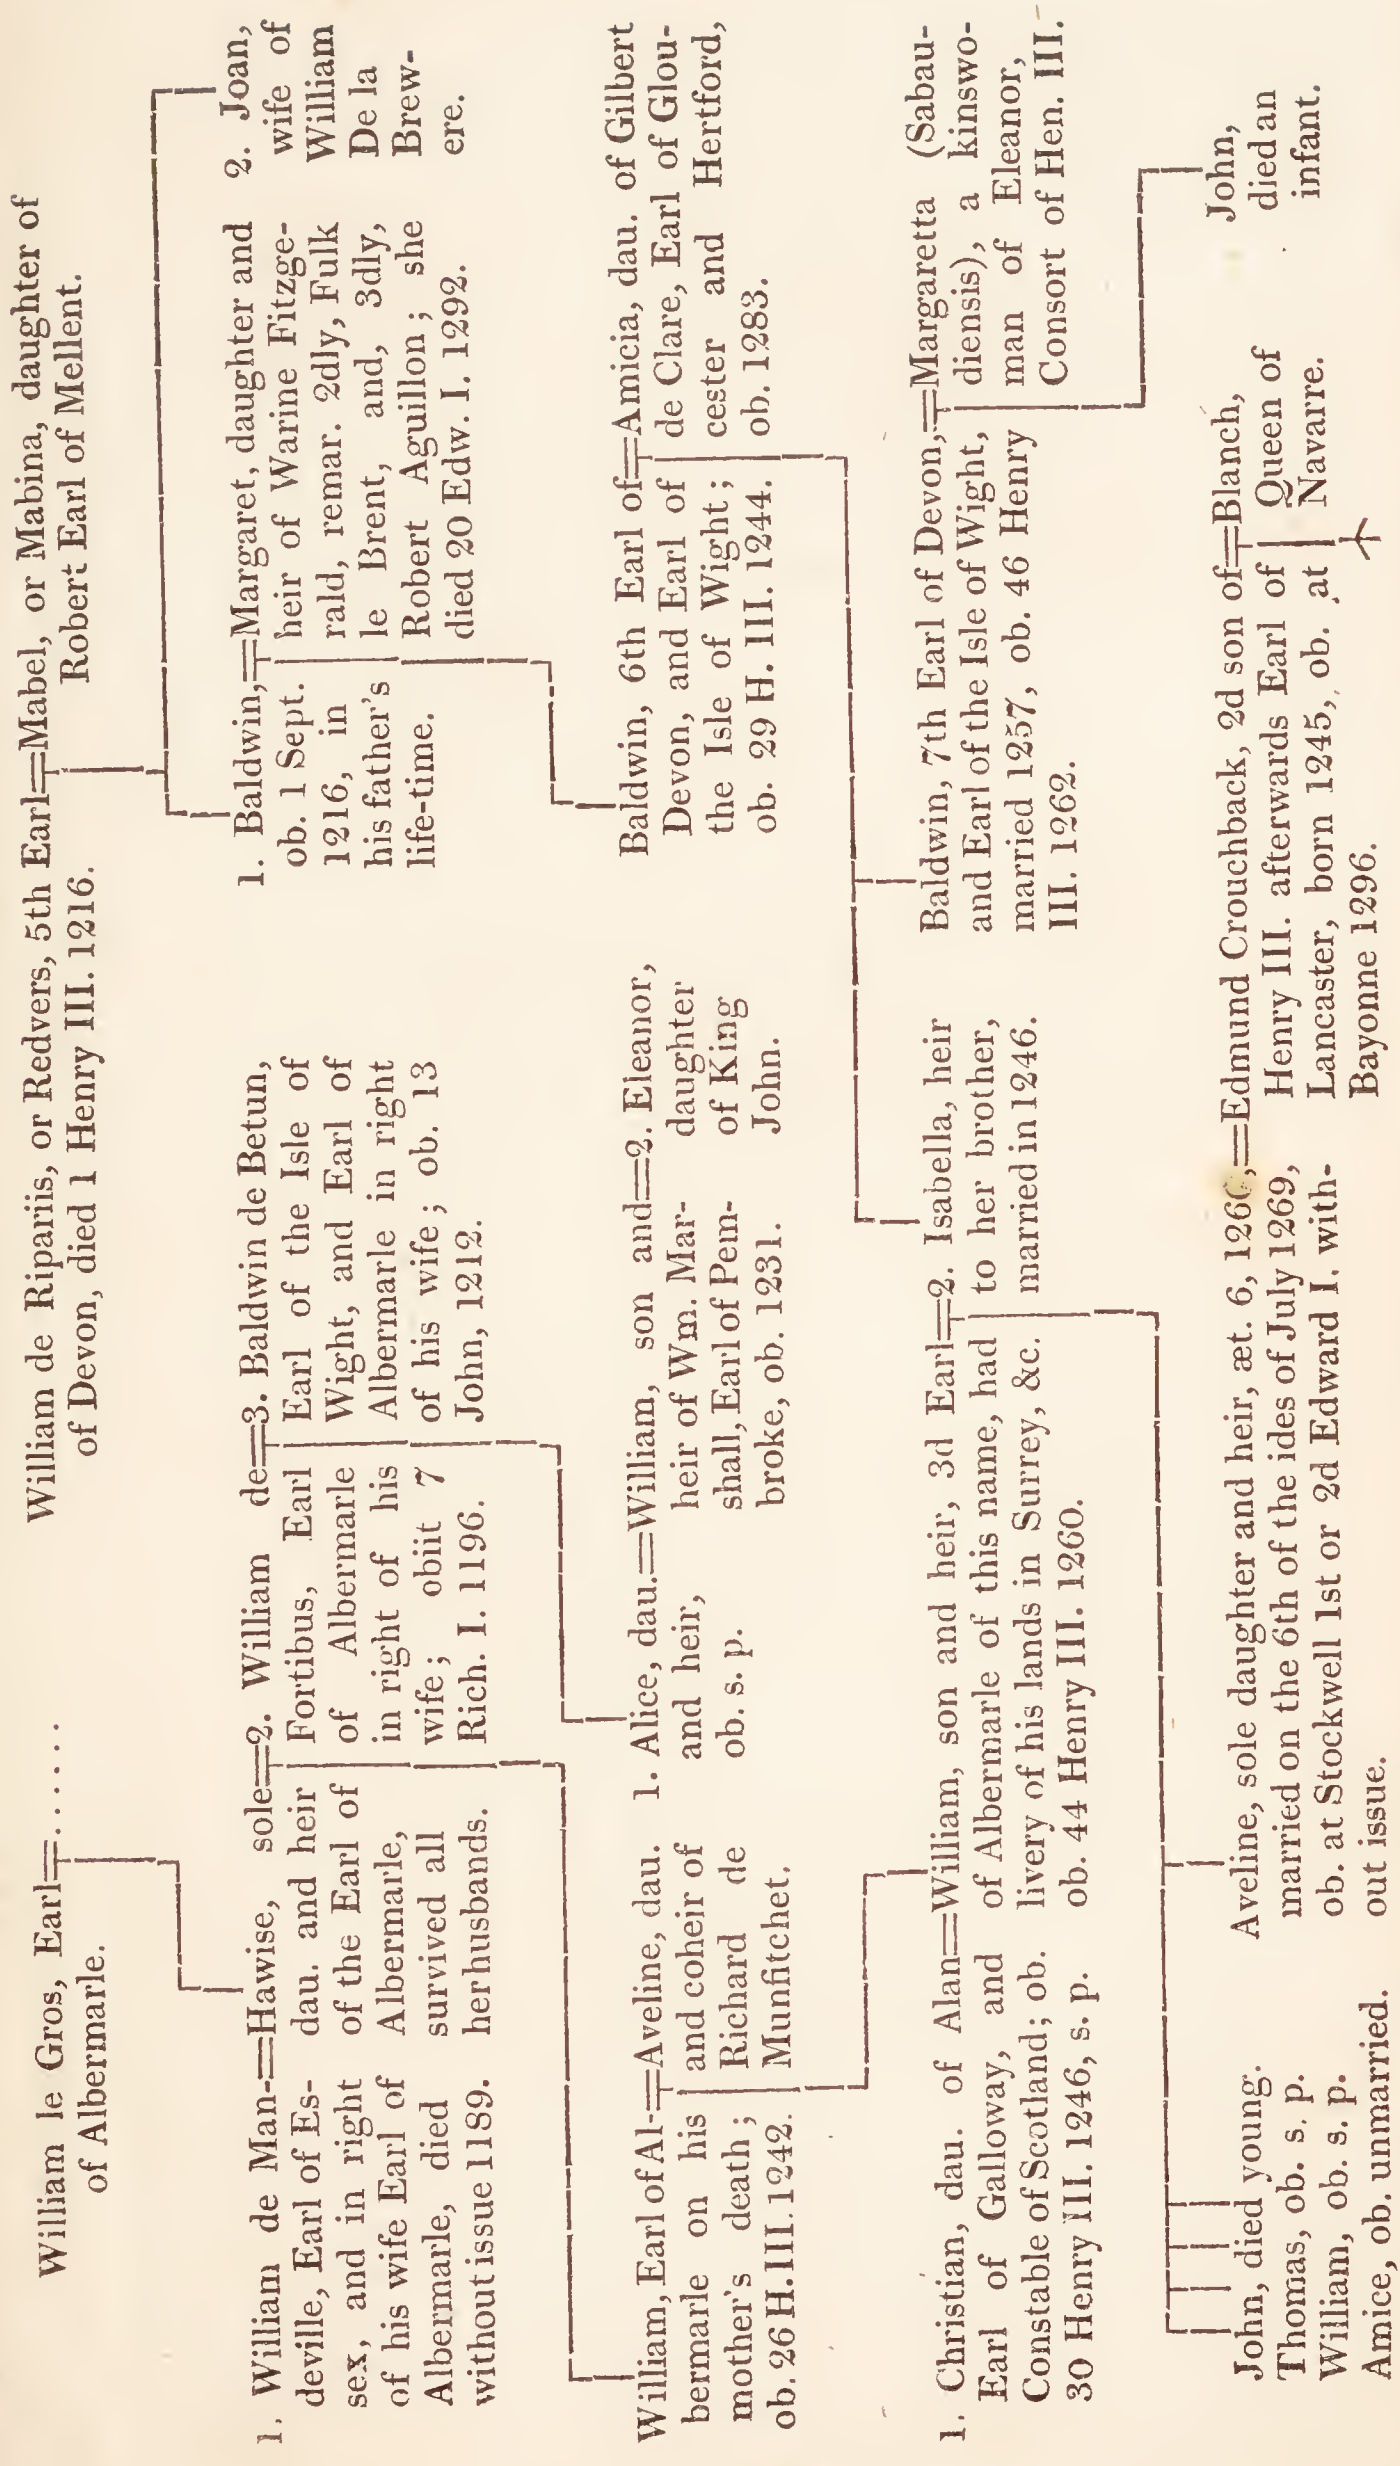 William le Gros, Earl=. . . . . .
of Albermarle.
William de Ripariis, or Redvers, 5th Earl=Mabel, or Mabina, daughter of
of Devon, died 1 Henry III. 1216.
Robert Earl of Mellent.
1. William de Man-=Hawise, sole=2. William de=3. Baldwin de Betun,
deville, Earl of Es-
sex, and in right
of his wife Earl of
Albermarle, died
without issue 1189.
dau. and heir
of the Earl of
Albermarle,
survived all
her husbands.
Fortibus, Earl
of Albermarle
in right of his
wife; obiit 7
Rich. I. 1196.
Earl of the Isle of
Wight, and Earl of
Albermarle in right
of his wife; ob. 13
John, 1212.
1. Baldwin,=Margaret, daughter and
ob. 1 Sept.
1216, in
his father's
life-time.
heir of Warine Fitzge-
rald, remar. 2dly, Fulk
le Brent, and, 3dly,
Robert Aguillon; she
died 20 Edw. I. 1292.
2. Joan,
wife of
William
De la
Brew-
ere.
William, Earl of Al-=Aveline, dau.
bermarle on his
mother's death;
ob. 26 H. III. 1242.
and coheir of
Richard de
Munfitchet.
1. Alice, dau.=William, son and=2. Eleanor,
and heir,
ob. s. p.
heir of Wm. Mar-
shall, Earl of Pem-
broke, ob. 1231.
daughter
of King
John.
Baldwin, 6th Earl of=Amicia, dau. of Gilbert
Devon, and Earl of
the Isle of Wight;
ob. 29 H. III. 1244.
de Clare, Earl of Glou-
cester and Hertford,
ob. 1283.
1. Christian, dau. of Alan=William, son and heir, 3d Earl=2. Isabella, heir
Earl of Galloway, and
Constable of Scotland; ob.
30 Henry III. 1246, s. p.
of Albermarle of this name, had
livery of his lands in Surrey, &c.
ob. 44 Henry III. 1260.
to her brother,
married in 1246.
Baldwin, 7th Earl of Devon,=Margaretta (Sabau-
and Earl of the Isle of Wight,
married 1257, ob. 46 Henry
III. 1262.
diensis), a kinswo-
man of Eleanor,
Consort of Hen. III.
John, died young.
Thomas, ob. s. p.
William, ob. s. p.
Amice, ob. unmarried.
Aveline, sole daughter and heir, æt. 6, =Edmund Crouchback, 2d son of=Blanch,
married on the 6th of the ides of July 1269,
ob. at Stockwell 1st or 2d Edward I. with-
out issue.
Henry III. afterwards Earl of
Lancaster, born 1245, ob. at
Bayonne 1296.
Queen of
Navarre.
John,
died an
infant.